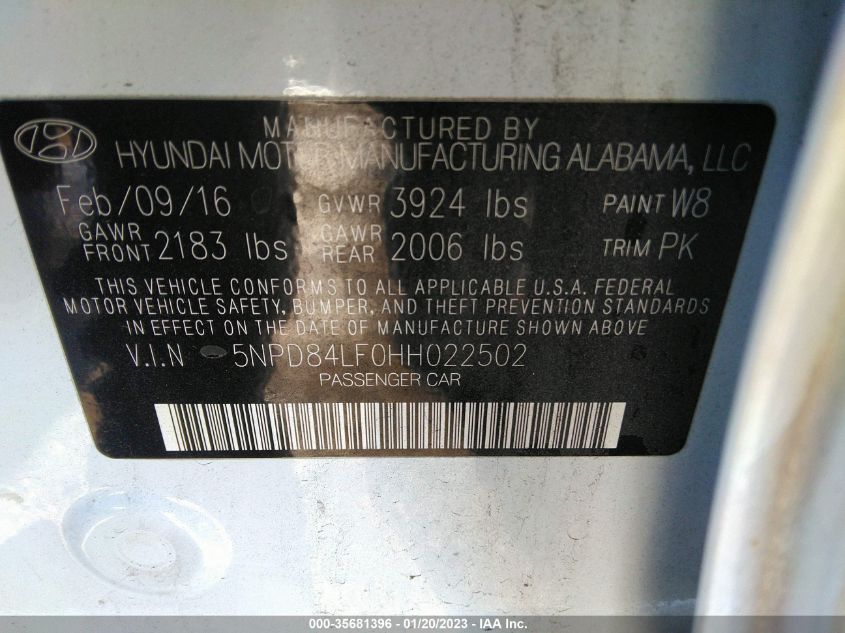 MANUFACTURED BY
HYUNDAI MOTOR MANUFACTURING ALABAMA, LLC
Feb/09/16 GVWR 3924 lbs PAINT W8
GAWR FRONT 2183 lbs GAWR REAR 2006 lbs TRIM PK
THIS VEHICLE CONFORMS TO ALL APPLICABLE U.S.A. FEDERAL
MOTOR VEHICLE SAFETY, BUMPER, AND THEFT PREVENTION STANDARDS
IN EFFECT ON THE DATE OF MANUFACTURE SHOWN ABOVE
V.I.N 5NPD84LF0HH022502
PASSENGER CAR
000-35681396 - 01/20/2023 - © IAA Inc.